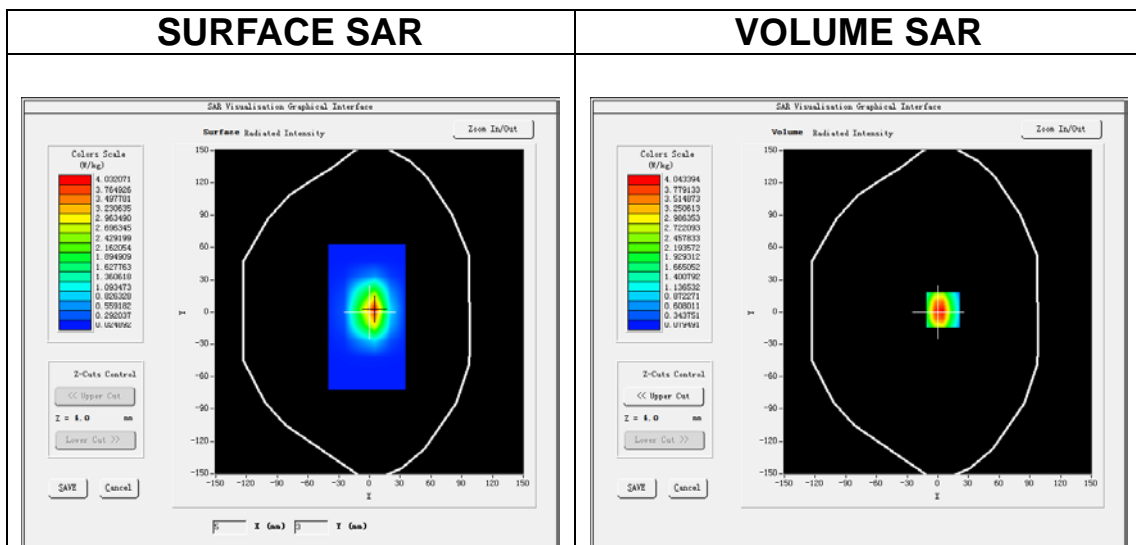 SURFACE SAR
VOLUME SAR
SAR Visualisation Graphical Interface
Surface Radiated Intensity
Zoom In/Out
Colors Scale
(W/kg)
4.032071
3.764926
3.497781
3.230635
2.963490
2.696345
2.429199
2.162054
1.894909
1.627763
1.360618
1.093473
0.826328
0.559182
0.292037
0.024892
Z-Cuts Control
<< Upper Cut
Z = 4.0 mm
Lower Cut >>
SAVE Cancel
150
120
90
60
30
0
-30
-60
-90
-120
-150
Y
-150 -120 -90 -60 -30 0 30 60 90 120 150
X
5 X (mm) 3 Y (mm)
SAR Visualisation Graphical Interface
Volume Radiated Intensity
Zoom In/Out
Colors Scale
(W/kg)
4.043394
3.779133
3.514873
3.250613
2.986353
2.722093
2.457833
2.193572
1.929312
1.665052
1.400792
1.136532
0.872271
0.608011
0.343751
0.079491
Z-Cuts Control
<< Upper Cut
Z = 4.0 mm
Lower Cut >>
SAVE Cancel
150
120
90
60
30
0
-30
-60
-90
-120
-150
Y
-150 -120 -90 -60 -30 0 30 60 90 120 150
X